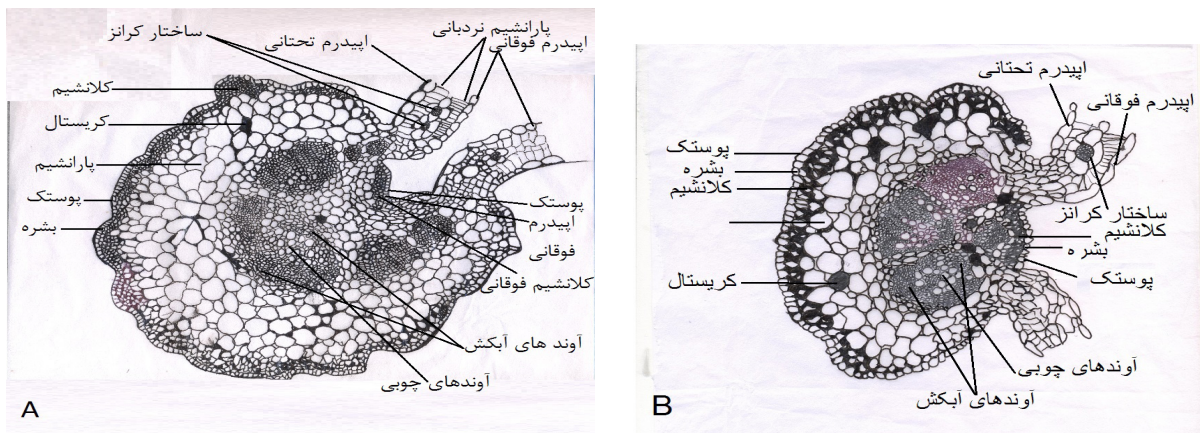 ساختار کرانز
اپیدرم تحتانی
پارانشیم نردبانی
اپیدرم فوقانی
کلانشیم
کریستال
پارانشیم
پوستک
بشره
پوستک
اپیدرم
فوقانی
کلانشیم فوقانی
آوند های آبکش
آوندهای چوبی
A
اپیدرم تحتانی
اپیدرم فوقانی
پوستک
بشره
کلانشیم
کریستال
ساختار کرانز
کلانشیم
بشره
پوستک
آوندهای چوبی
آوندهای آبکش
B